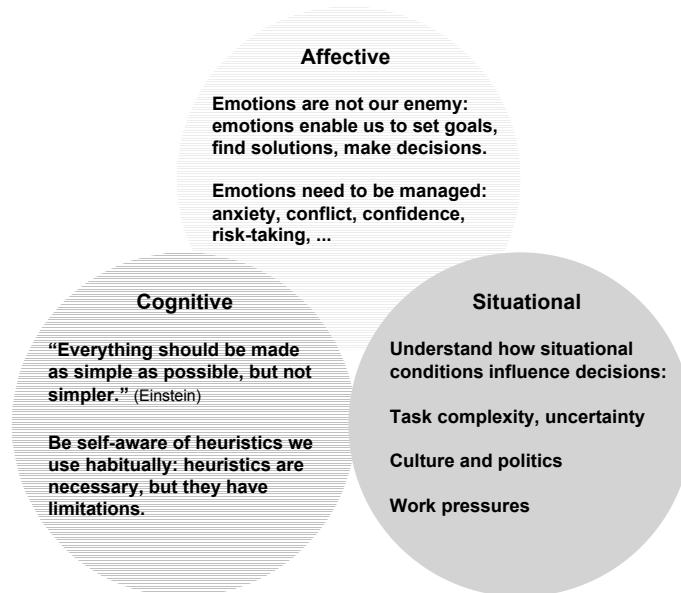 Affective
Emotions are not our enemy:
emotions enable us to set goals,
find solutions, make decisions.
Emotions need to be managed:
anxiety, conflict, confidence,
risk-taking, ...
Cognitive
“Everything should be made
as simple as possible, but not
simpler.” (Einstein)
Be self-aware of heuristics we
use habitually: heuristics are
necessary, but they have
limitations.
Situational
Understand how situational
conditions influence decisions:
Task complexity, uncertainty
Culture and politics
Work pressures